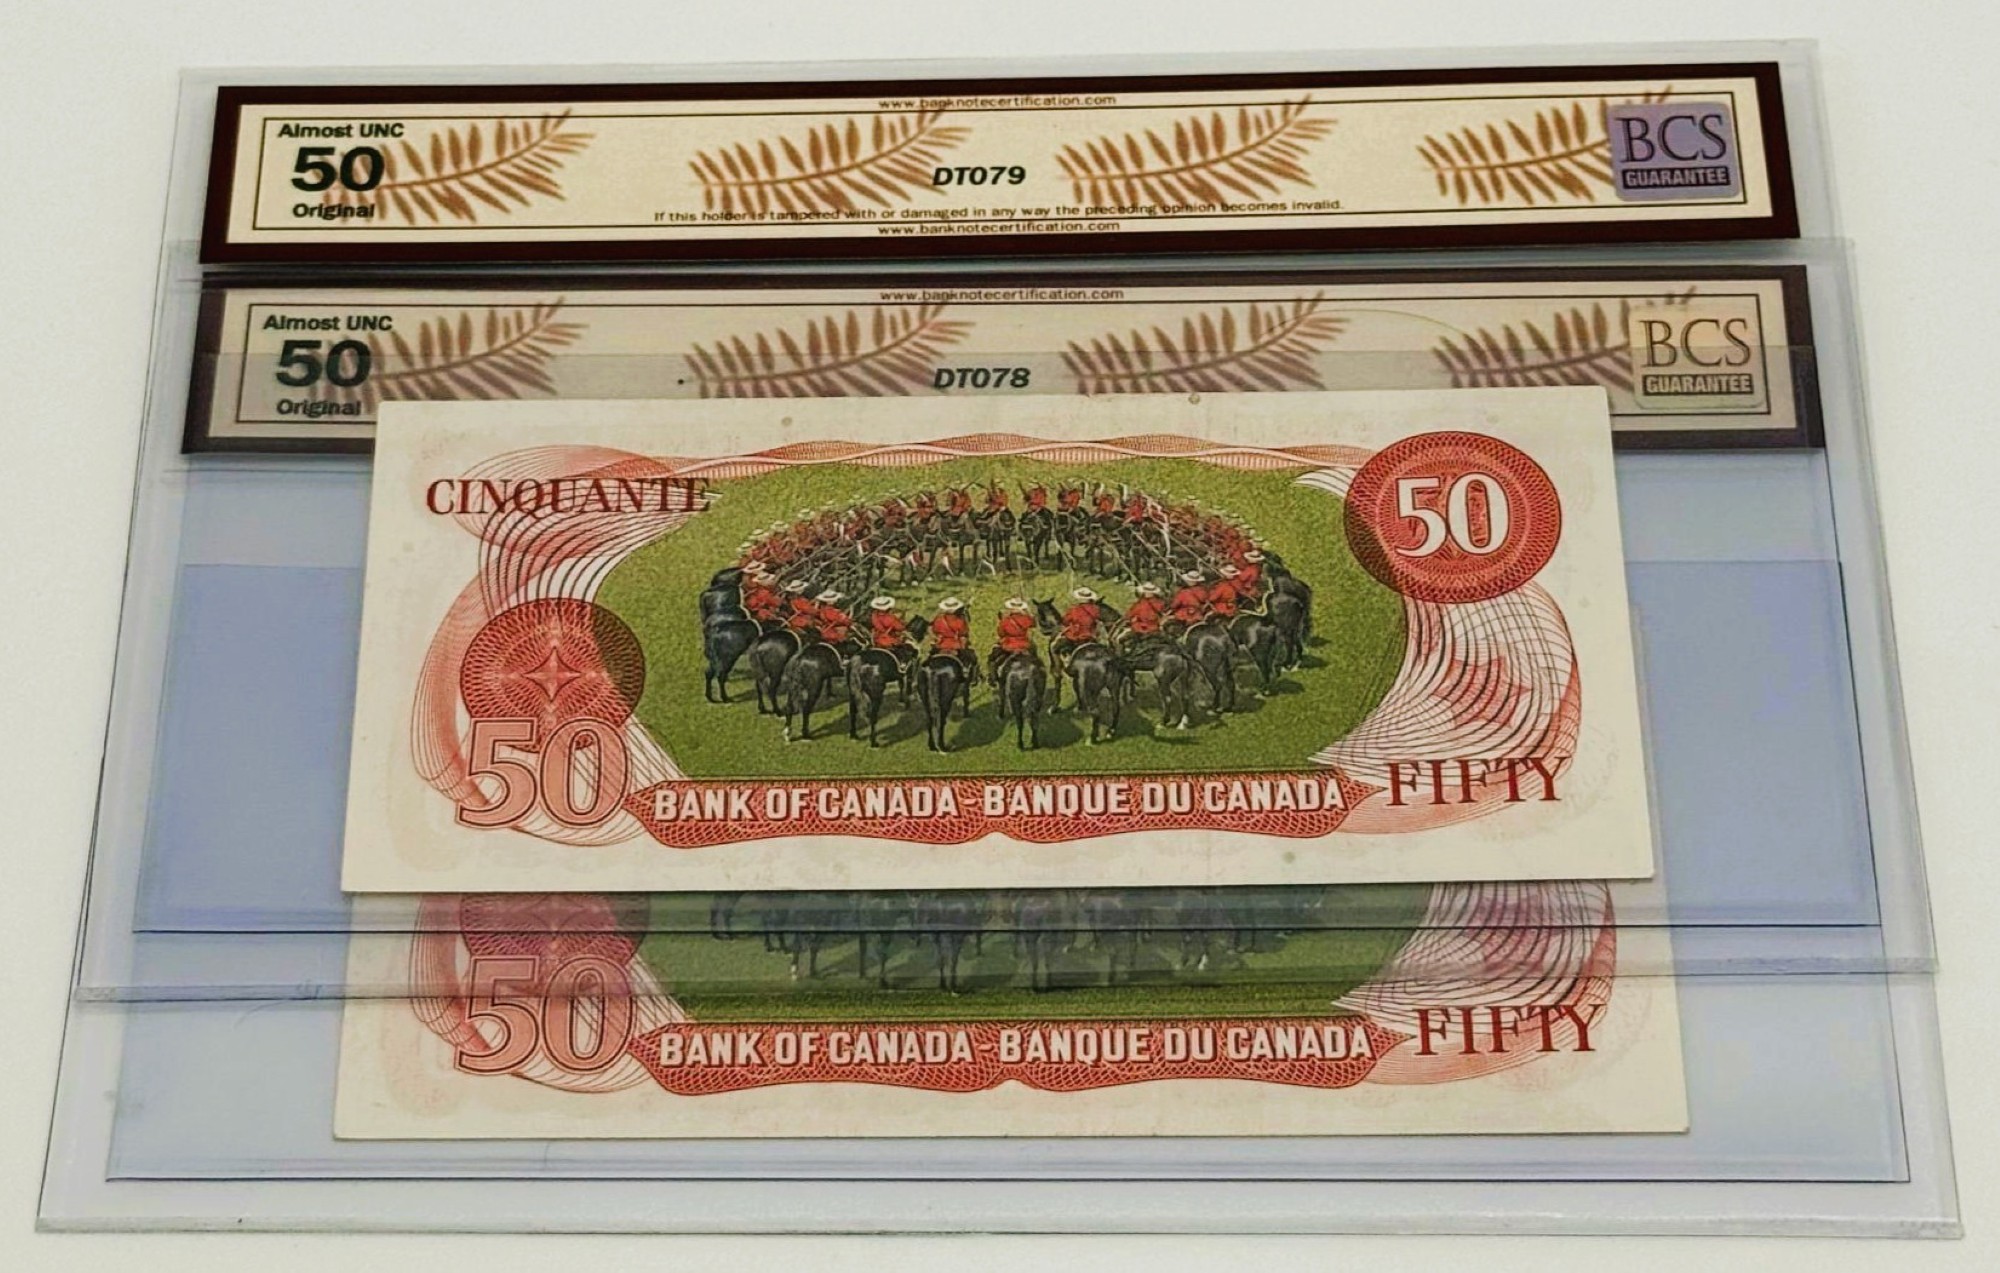 www.banknotecertification.com
Almost UNC
50
Original
DT079
BCS
GUARANTEE
If this holder is tampered with or damaged in any way the preceding opinion becomes invalid.
www.banknotecertification.com
www.banknotecertification.com
Almost UNC
50
Original
DT078
BCS
GUARANTEE
CINQUANTE
50
50
BANK OF CANADA - BANQUE DU CANADA
FIFTY
50
BANK OF CANADA - BANQUE DU CANADA
FIFTY